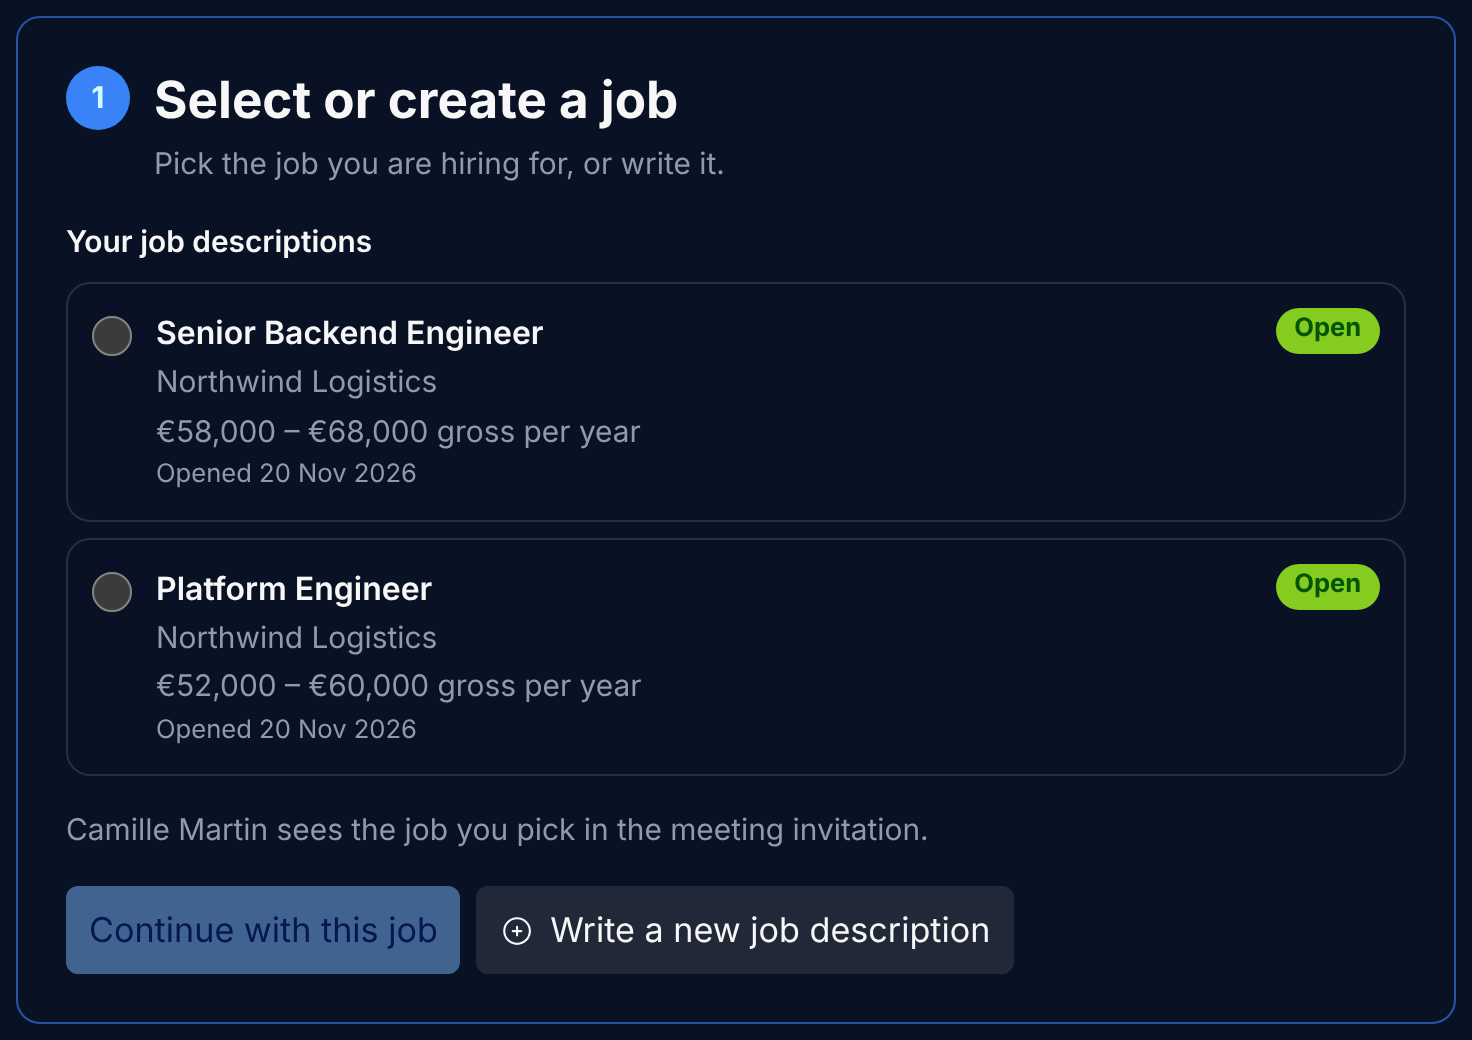 1
Select or create a job
Pick the job you are hiring for, or write it.
Your job descriptions
Senior Backend Engineer
Open
Northwind Logistics
€58,000 – €68,000 gross per year
Opened 20 Nov 2026
Platform Engineer
Open
Northwind Logistics
€52,000 – €60,000 gross per year
Opened 20 Nov 2026
Camille Martin sees the job you pick in the meeting invitation.
Continue with this job
Write a new job description